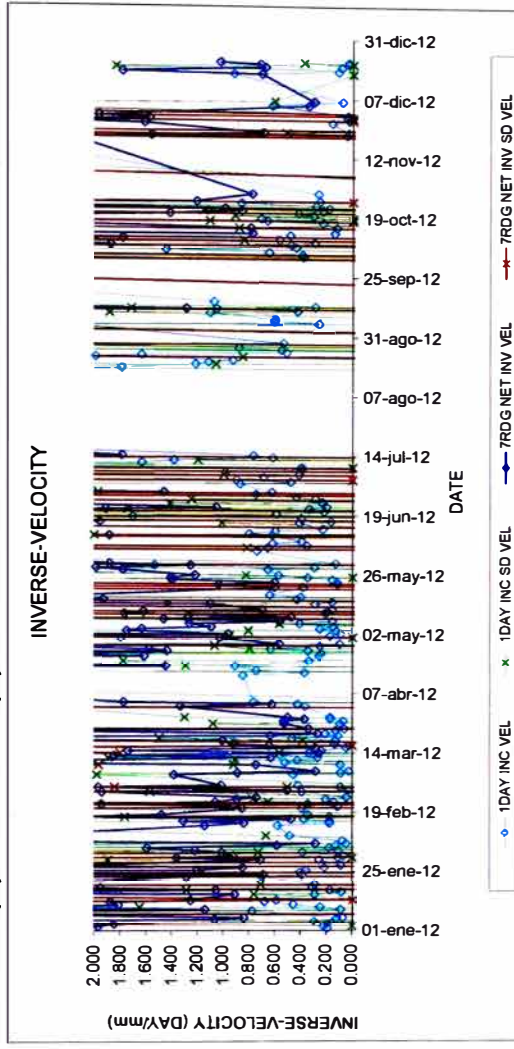 INVERSE-VELOCITY
INVERSE-VELOCITY (DAY/mm)
2.000
1.800
1.600
1.400
1.200
1.000
0.800
0.600
0.400
0.200
0.000
01-ene-12
25-ene-12
19-feb-12
14-mar-12
07-abr-12
02-may-12
26-may-12
19-jun-12
14-jul-12
07-ago-12
31-ago-12
25-sep-12
19-oct-12
12-nov-12
07-dic-12
31-dic-12
DATE
1DAY INC VEL
1DAY INC SD VEL
7RDG NET INV VEL
7RDG NET INV SD VEL